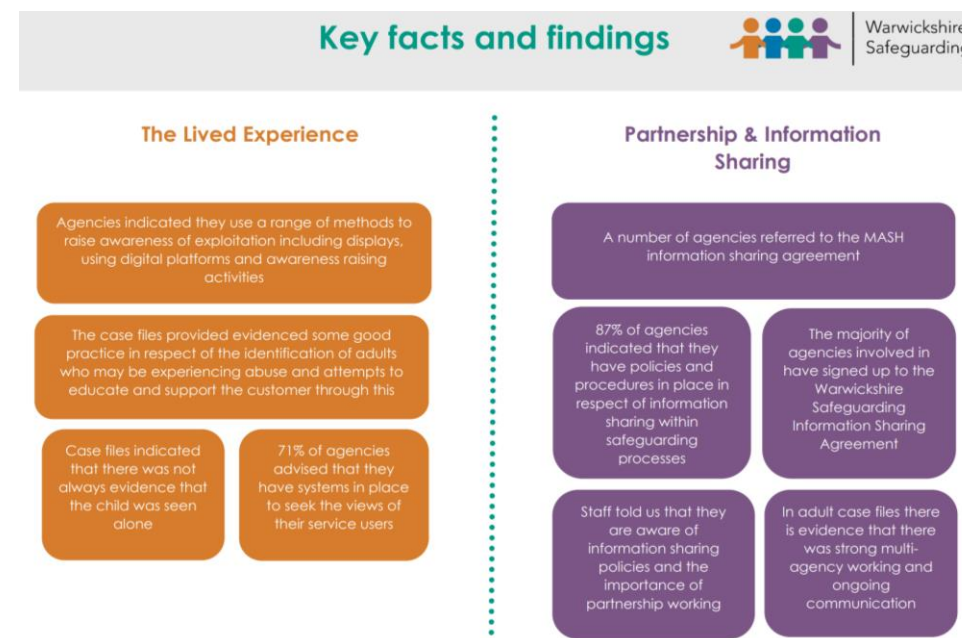 Key facts and findings
Warwickshire
Safeguarding
The Lived Experience
Agencies indicated they use a range of methods to
raise awareness of exploitation including displays,
using digital platforms and awareness raising
activities
The case files provided evidenced some good
practice in respect of the identification of adults
who may be experiencing abuse and attempts to
educate and support the customer through this
Case files indicated
that there was not
always evidence that
the child was seen
alone
71% of agencies
advised that they
have systems in place
to seek the views of
their service users
Partnership & Information
Sharing
A number of agencies referred to the MASH
information sharing agreement
87% of agencies
indicated that they
have policies and
procedures in place in
respect of information
sharing within
safeguarding
processes
The majority of
agencies involved in
have signed up to the
Warwickshire
Safeguarding
Information Sharing
Agreement
Staff told us that they
are aware of
information sharing
policies and the
importance of
partnership working
In adult case files there
is evidence that there
was strong multi-
agency working and
ongoing
communication